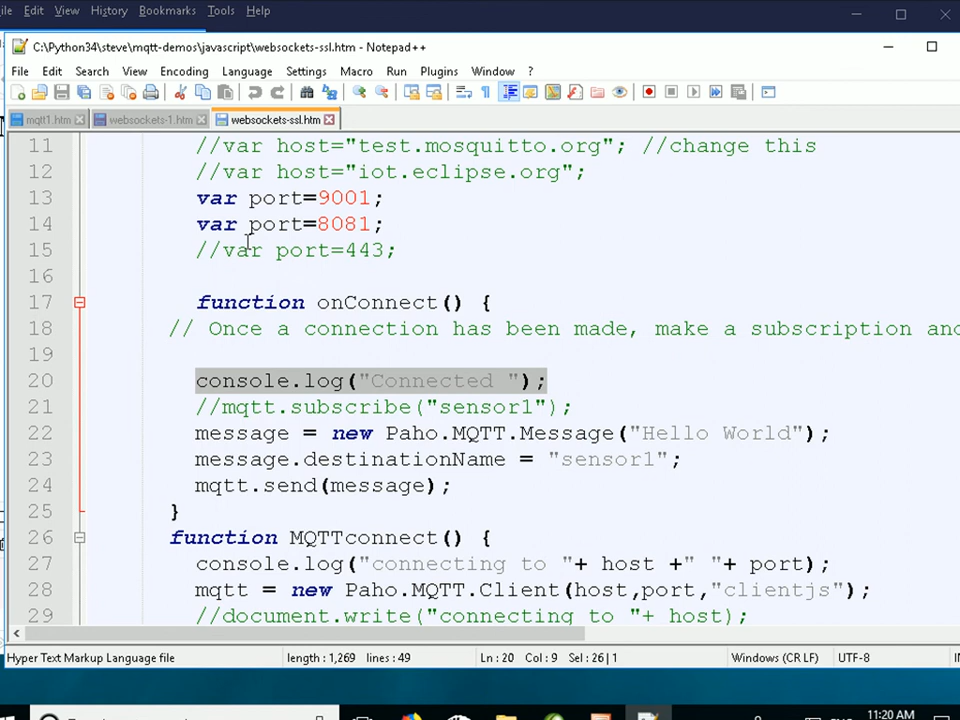 ile Edit View History Bookmarks Tools Help
C:\Python34\steve\mqtt-demos\javascript\websockets-ssl.htm - Notepad++
File Edit Search View Encoding Language Settings Macro Run Plugins Window ?
mqtt1.htm websockets-1.htm websockets-ssl.htm
11 //var host="test.mosquitto.org"; //change this
12 //var host="iot.eclipse.org";
13 var port=9001;
14 var port=8081;
15 //var port=443;
16
17 function onConnect() {
18 // Once a connection has been made, make a subscription and
19
20 console.log("Connected ");
21 //mqtt.subscribe("sensor1");
22 message = new Paho.MQTT.Message("Hello World");
23 message.destinationName = "sensor1";
24 mqtt.send(message);
25 }
26 function MQTTconnect() {
27 console.log("connecting to "+ host +" "+ port);
28 mqtt = new Paho.MQTT.Client(host,port,"clientjs");
29 //document.write("connecting to "+ host);
Hyper Text Markup Language file length : 1,269 lines : 49 Ln : 20 Col : 9 Sel : 26 | 1 Windows (CR LF) UTF-8 IN
11:20 AM